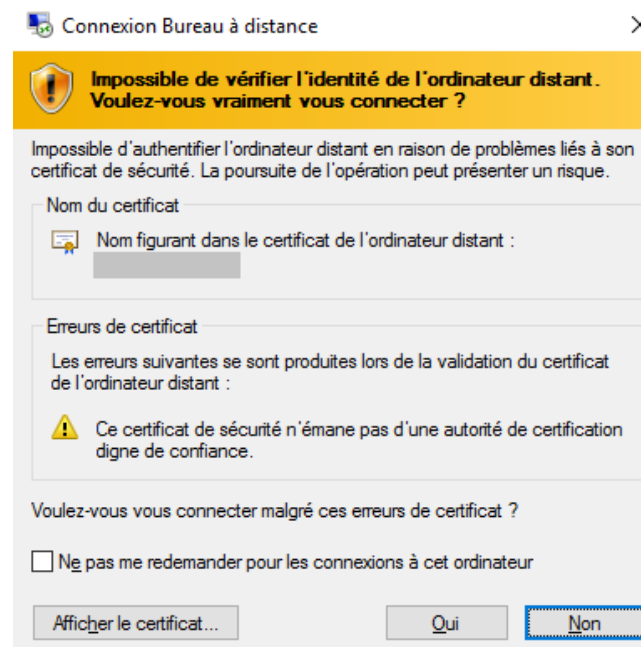 Connexion Bureau à distance
Impossible de vérifier l'identité de l'ordinateur distant.
Voulez-vous vraiment vous connecter ?
Impossible d'authentifier l'ordinateur distant en raison de problèmes liés à son
certificat de sécurité. La poursuite de l'opération peut présenter un risque.
Nom du certificat
Nom figurant dans le certificat de l'ordinateur distant :
Erreurs de certificat
Les erreurs suivantes se sont produites lors de la validation du certificat
de l'ordinateur distant :
Ce certificat de sécurité n'émane pas d'une autorité de certification
digne de confiance.
Voulez-vous vous connecter malgré ces erreurs de certificat ?
Ne pas me redemander pour les connexions à cet ordinateur
Afficher le certificat...
Oui
Non